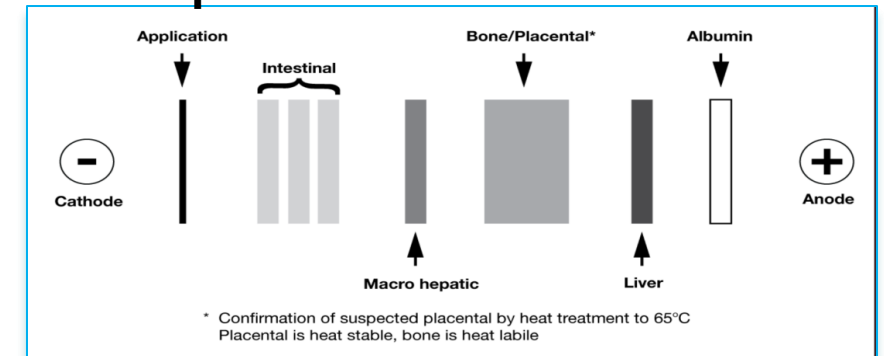 Application
Bone/Placental*
Albumin
Intestinal
-
+
Cathode
Anode
Macro hepatic
Liver
* Confirmation of suspected placental by heat treatment to 65°C
Placental is heat stable, bone is heat labile